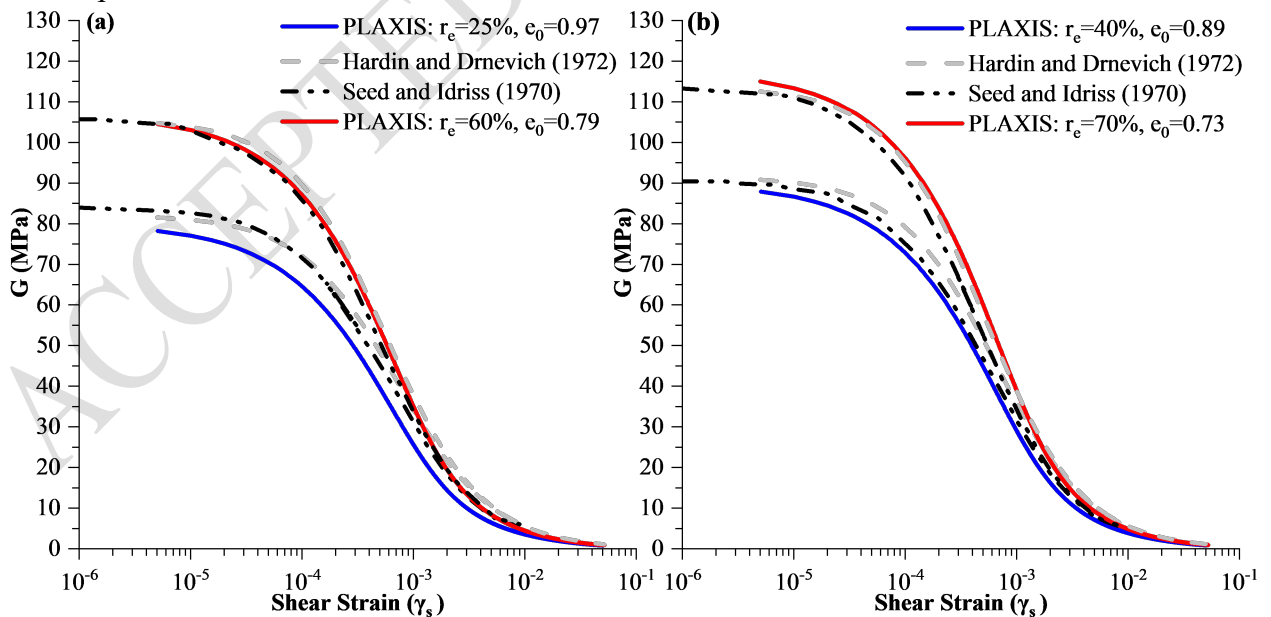 (a)
PLAXIS: re=25%, e0=0.97
Hardin and Drnevich (1972)
Seed and Idriss (1970)
PLAXIS: re=60%, e0=0.79
130
120
110
100
90
80
70
60
50
40
30
20
10
0
G (MPa)
10-6
10-5
10-4
10-3
10-2
10-1
Shear Strain (γs)
(b)
PLAXIS: re=40%, e0=0.89
Hardin and Drnevich (1972)
Seed and Idriss (1970)
PLAXIS: re=70%, e0=0.73
130
120
110
100
90
80
70
60
50
40
30
20
10
0
G (MPa)
10-6
10-5
10-4
10-3
10-2
10-1
Shear Strain (γs)
ACCEPTED